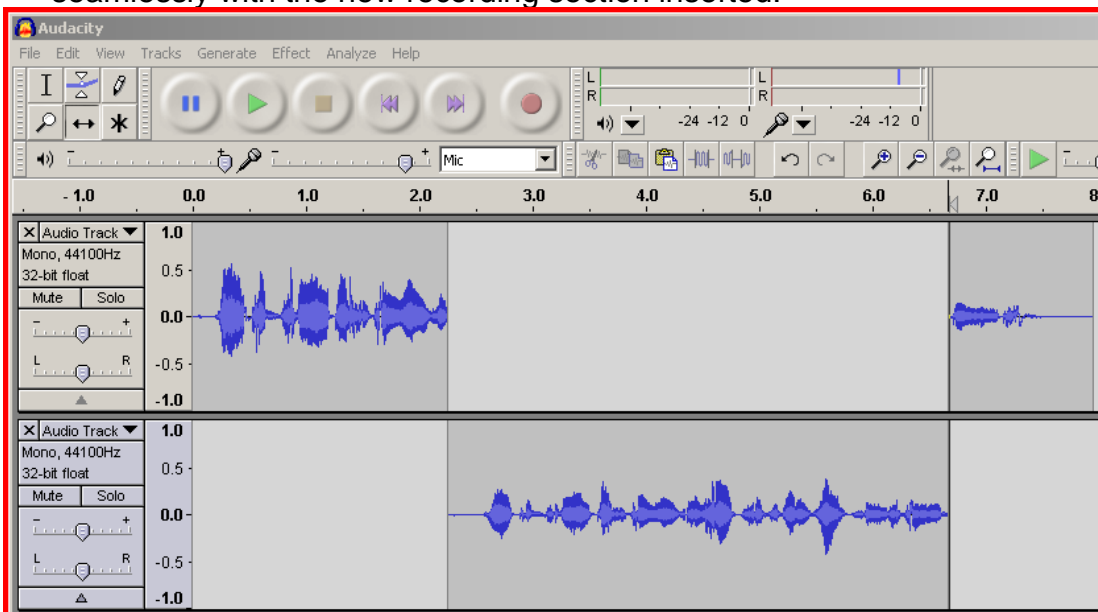 seamlessly with the new recording section inserted.
Audacity
File Edit View Tracks Generate Effect Analyze Help
L
R
-24 -12 0
L
R
-24 -12 0
- + - + Mic
- 1.0 0.0 1.0 2.0 3.0 4.0 5.0 6.0 7.0 8
X Audio Track 1.0
Mono, 44100Hz
32-bit float 0.5
Mute Solo
- + 0.0
L R -0.5
-1.0
X Audio Track 1.0
Mono, 44100Hz
32-bit float 0.5
Mute Solo
- + 0.0
L R -0.5
-1.0